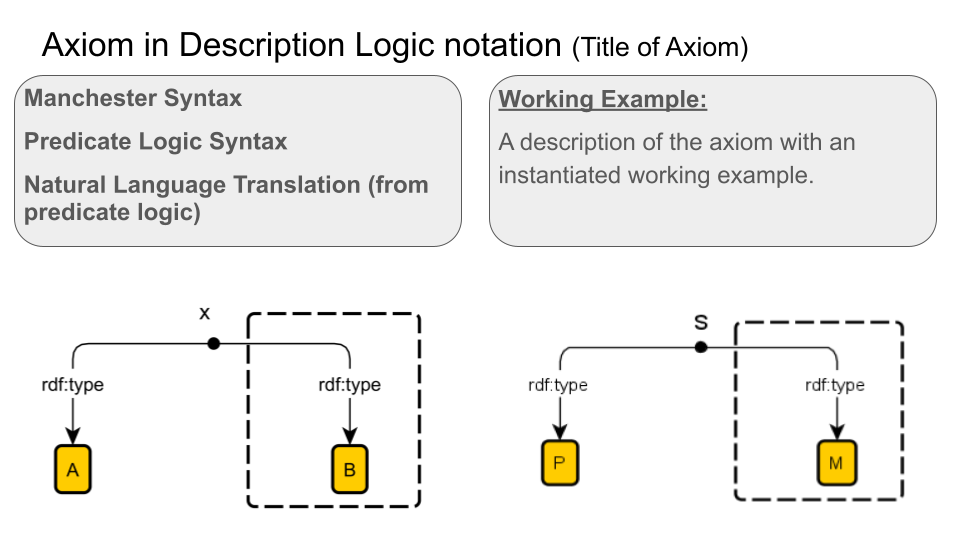 Axiom in Description Logic notation (Title of Axiom)
Manchester Syntax
Predicate Logic Syntax
Natural Language Translation (from
predicate logic)
Working Example:
A description of the axiom with an
instantiated working example.
x
rdf:type
rdf:type
A
B
S
rdf:type
rdf:type
P
M